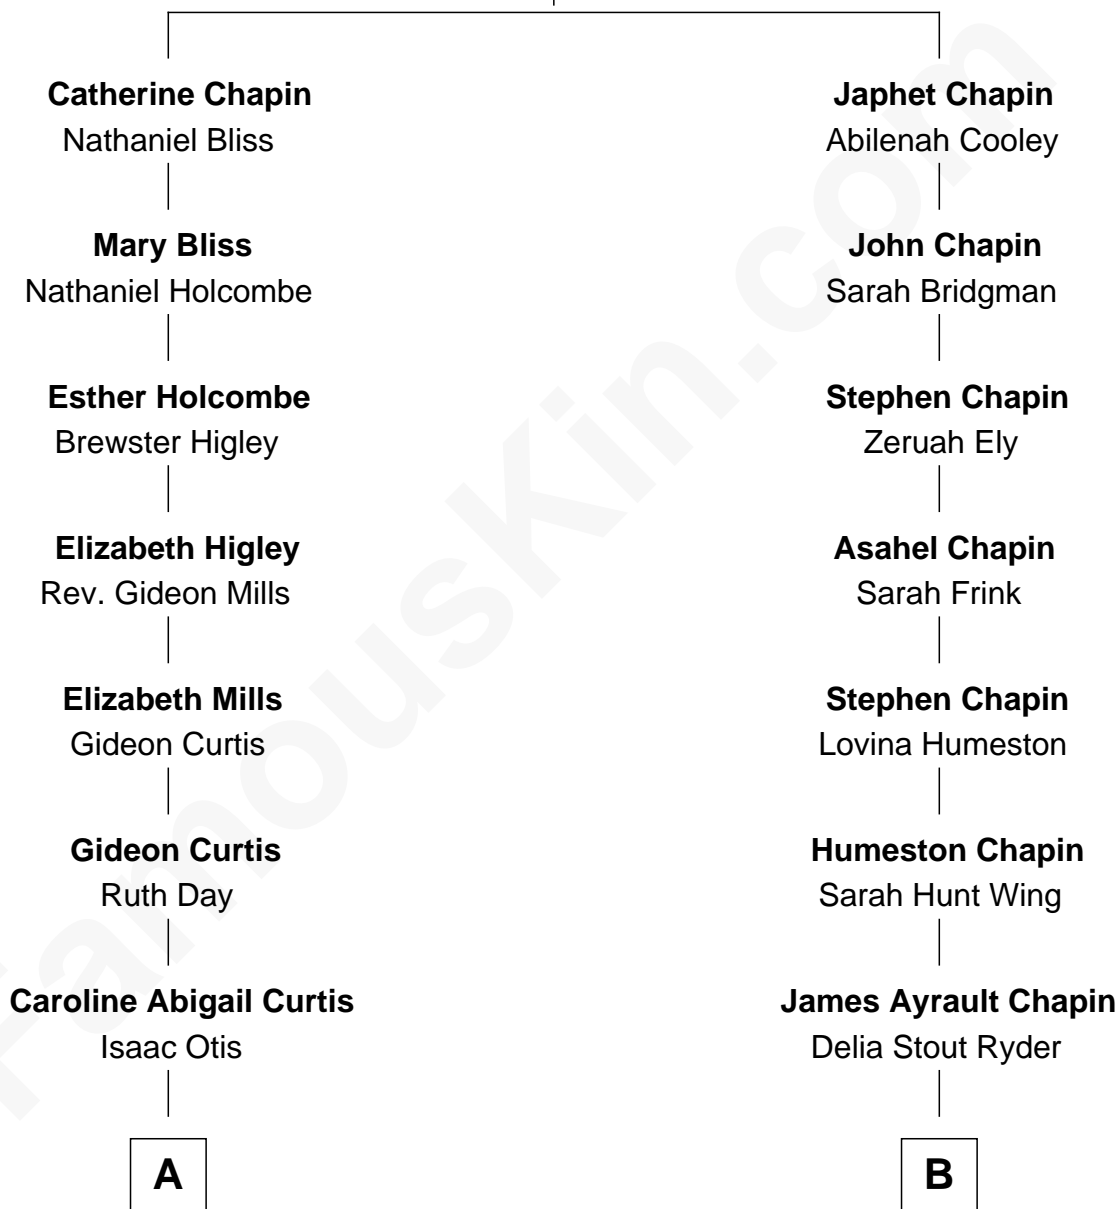 Catherine Chapin
Nathaniel Bliss
Mary Bliss
Nathaniel Holcombe
Esther Holcombe
Brewster Higley
Elizabeth Higley
Rev. Gideon Mills
Elizabeth Mills
Gideon Curtis
Gideon Curtis
Ruth Day
Caroline Abigail Curtis
Isaac Otis
A
Japhet Chapin
Abilenah Cooley
John Chapin
Sarah Bridgman
Stephen Chapin
Zeruah Ely
Asahel Chapin
Sarah Frink
Stephen Chapin
Lovina Humeston
Humeston Chapin
Sarah Hunt Wing
James Ayrault Chapin
Delia Stout Ryder
B
FamousKin.com